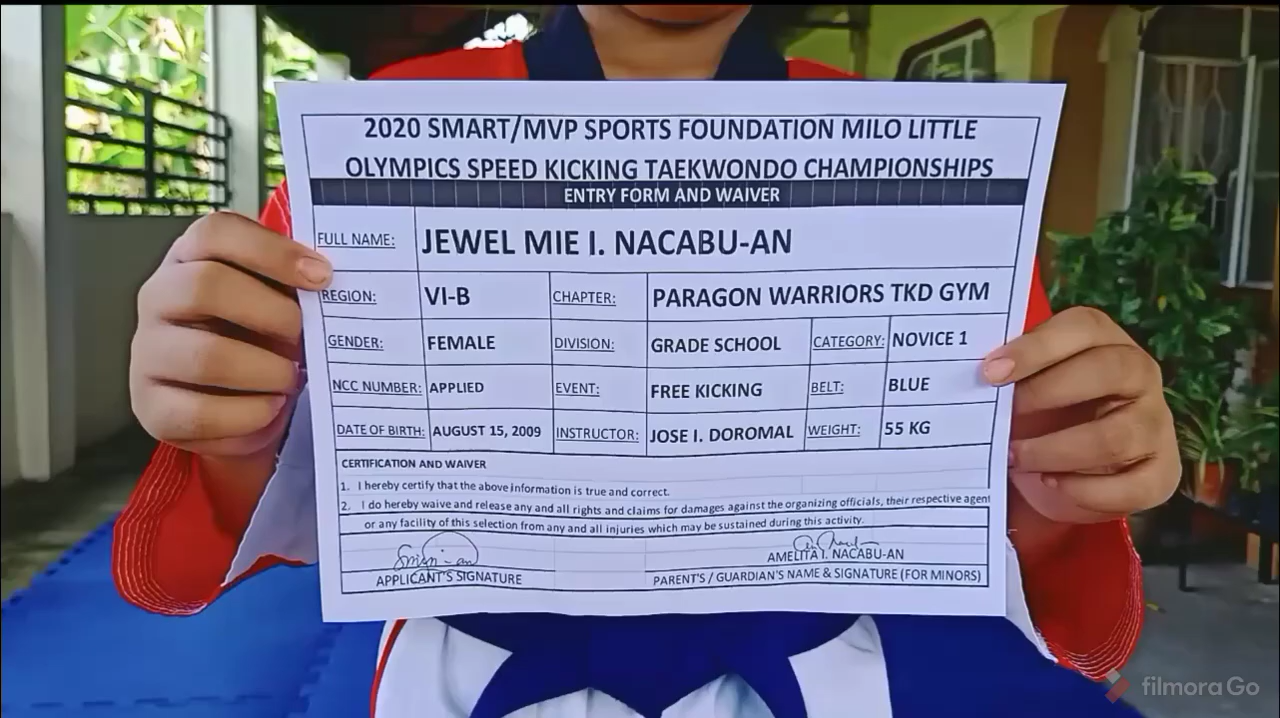 2020 SMART/MVP SPORTS FOUNDATION MILO LITTLE
OLYMPICS SPEED KICKING TAEKWONDO CHAMPIONSHIPS
ENTRY FORM AND WAIVER
FULL NAME: JEWEL MIE I. NACABU-AN
REGION: VI-B CHAPTER: PARAGON WARRIORS TKD GYM
GENDER: FEMALE DIVISION: GRADE SCHOOL CATEGORY: NOVICE 1
NCC NUMBER: APPLIED EVENT: FREE KICKING BELT: BLUE
DATE OF BIRTH: AUGUST 15, 2009 INSTRUCTOR: JOSE I. DOROMAL WEIGHT: 55 KG
CERTIFICATION AND WAIVER
1. I hereby certify that the above information is true and correct.
2. I do hereby waive and release any and all rights and claims for damages against the organizing officials, their respective agent
or any facility of this selection from any and all injuries which may be sustained during this activity.
AMELITA I. NACABU-AN
APPLICANT'S SIGNATURE PARENT'S / GUARDIAN'S NAME & SIGNATURE (FOR MINORS)
filmora Go